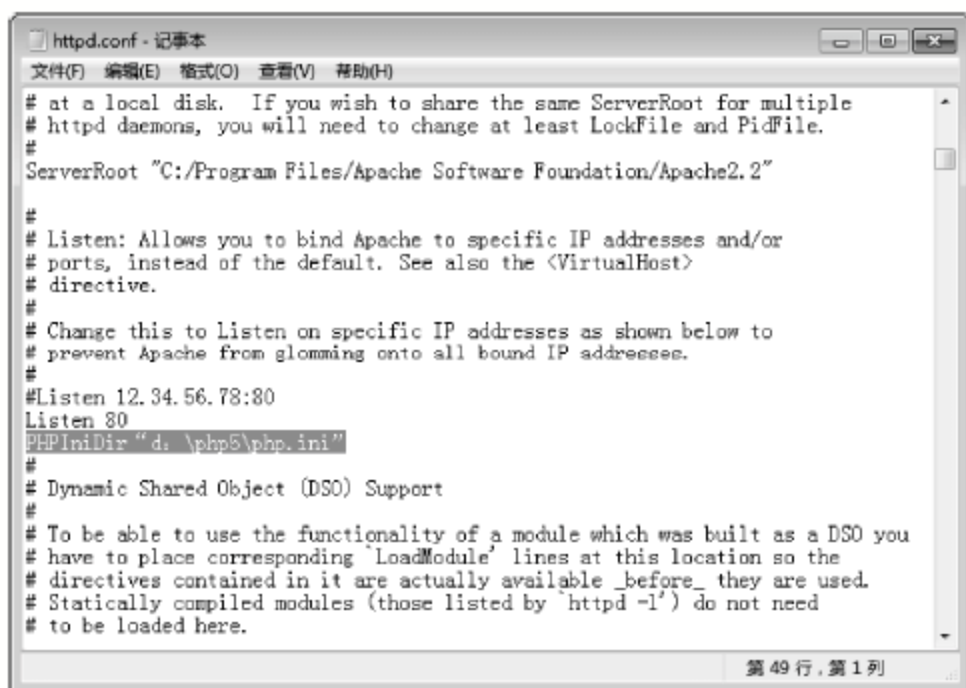 httpd.conf - 记事本
文件(F) 编辑(E) 格式(O) 查看(V) 帮助(H)
# at a local disk.  If you wish to share the same ServerRoot for multiple
# httpd daemons, you will need to change at least LockFile and PidFile.
#
ServerRoot "C:/Program Files/Apache Software Foundation/Apache2.2"
#
# Listen: Allows you to bind Apache to specific IP addresses and/or
# ports, instead of the default. See also the <VirtualHost>
# directive.
#
# Change this to Listen on specific IP addresses as shown below to
# prevent Apache from glomming onto all bound IP addresses.
#
#Listen 12.34.56.78:80
Listen 80
PHPIniDir“d：\php5\php.ini”
#
# Dynamic Shared Object (DSO) Support
#
# To be able to use the functionality of a module which was built as a DSO you
# have to place corresponding `LoadModule' lines at this location so the
# directives contained in it are actually available _before_ they are used.
# Statically compiled modules (those listed by `httpd -l') do not need
# to be loaded here.
第 49 行，第 1 列